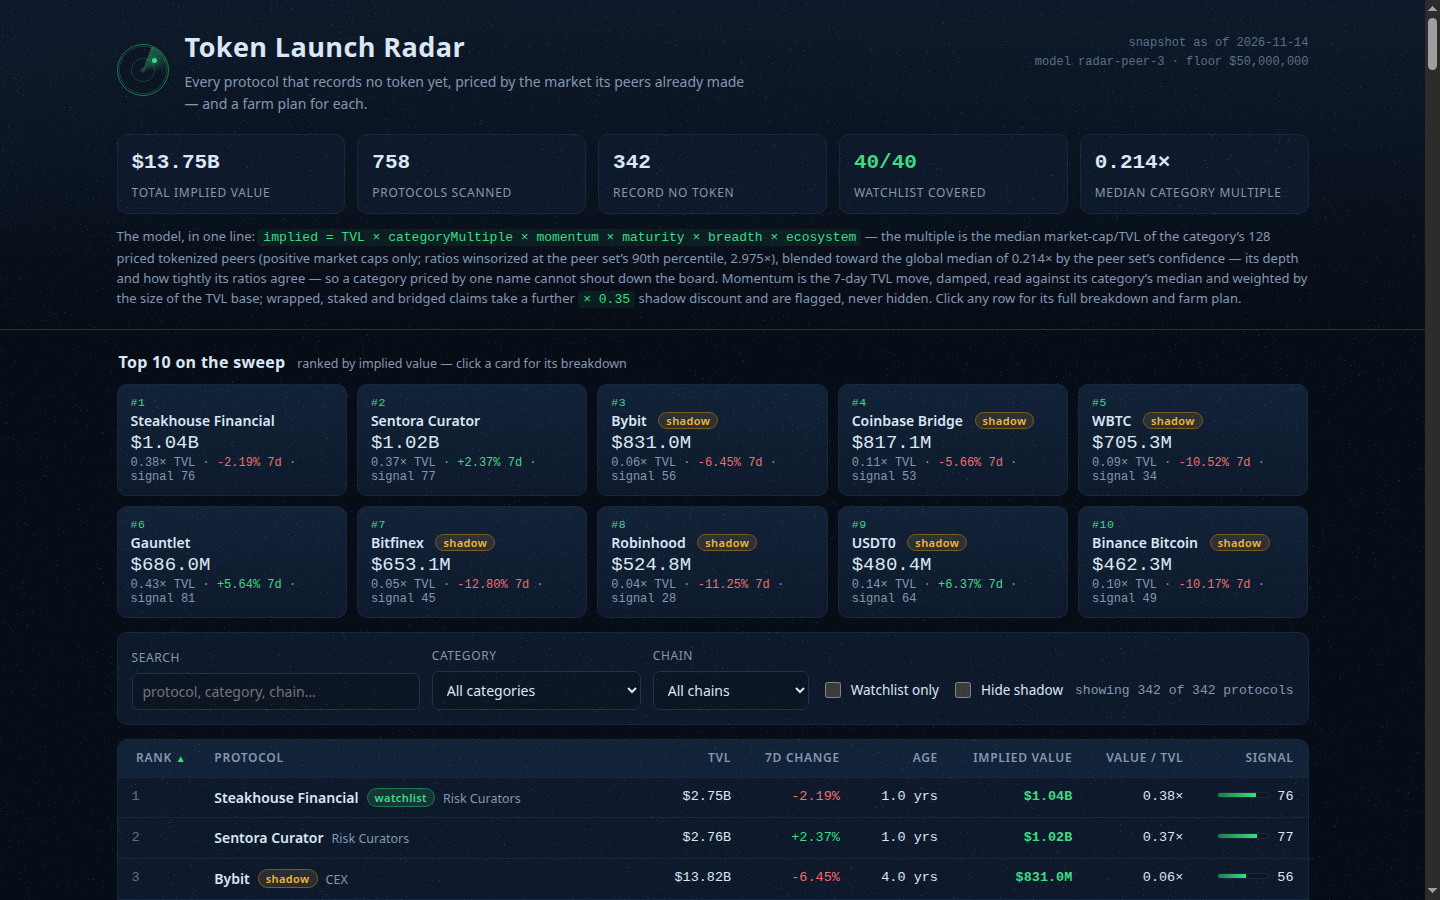 Token Launch Radar
Every protocol that records no token yet, priced by the market its peers already made
— and a farm plan for each.
snapshot as of 2026-11-14
model radar-peer-3 · floor $50,000,000
$13.75B
TOTAL IMPLIED VALUE
758
PROTOCOLS SCANNED
342
RECORD NO TOKEN
40/40
WATCHLIST COVERED
0.214×
MEDIAN CATEGORY MULTIPLE
The model, in one line: implied = TVL × categoryMultiple × momentum × maturity × breadth × ecosystem — the multiple is the median market-cap/TVL of the category's 128
priced tokenized peers (positive market caps only; ratios winsorized at the peer set's 90th percentile, 2.975×), blended toward the global median of 0.214× by the peer set's confidence — its depth
and how tightly its ratios agree — so a category priced by one name cannot shout down the board. Momentum is the 7-day TVL move, damped, read against its category's median and weighted by
the size of the TVL base; wrapped, staked and bridged claims take a further × 0.35 shadow discount and are flagged, never hidden. Click any row for its full breakdown and farm plan.
Top 10 on the sweep ranked by implied value — click a card for its breakdown
#1
Steakhouse Financial
$1.04B
0.38× TVL · -2.19% 7d ·
signal 76
#2
Sentora Curator
$1.02B
0.37× TVL · +2.37% 7d ·
signal 77
#3
Bybit shadow
$831.0M
0.06× TVL · -6.45% 7d ·
signal 56
#4
Coinbase Bridge shadow
$817.1M
0.11× TVL · -5.66% 7d ·
signal 53
#5
WBTC shadow
$705.3M
0.09× TVL · -10.52% 7d ·
signal 34
#6
Gauntlet
$686.0M
0.43× TVL · +5.64% 7d ·
signal 81
#7
Bitfinex shadow
$653.1M
0.05× TVL · -12.80% 7d ·
signal 45
#8
Robinhood shadow
$524.8M
0.04× TVL · -11.25% 7d ·
signal 28
#9
USDT0 shadow
$480.4M
0.14× TVL · +6.37% 7d ·
signal 64
#10
Binance Bitcoin shadow
$462.3M
0.10× TVL · -10.17% 7d ·
signal 49
SEARCH
protocol, category, chain...
CATEGORY
All categories
CHAIN
All chains
Watchlist only
Hide shadow
showing 342 of 342 protocols
RANK ▲ PROTOCOL TVL 7D CHANGE AGE IMPLIED VALUE VALUE / TVL SIGNAL
1 Steakhouse Financial watchlist Risk Curators $2.75B -2.19% 1.0 yrs $1.04B 0.38× 76
2 Sentora Curator Risk Curators $2.76B +2.37% 1.0 yrs $1.02B 0.37× 77
3 Bybit shadow CEX $13.82B -6.45% 4.0 yrs $831.0M 0.06× 56